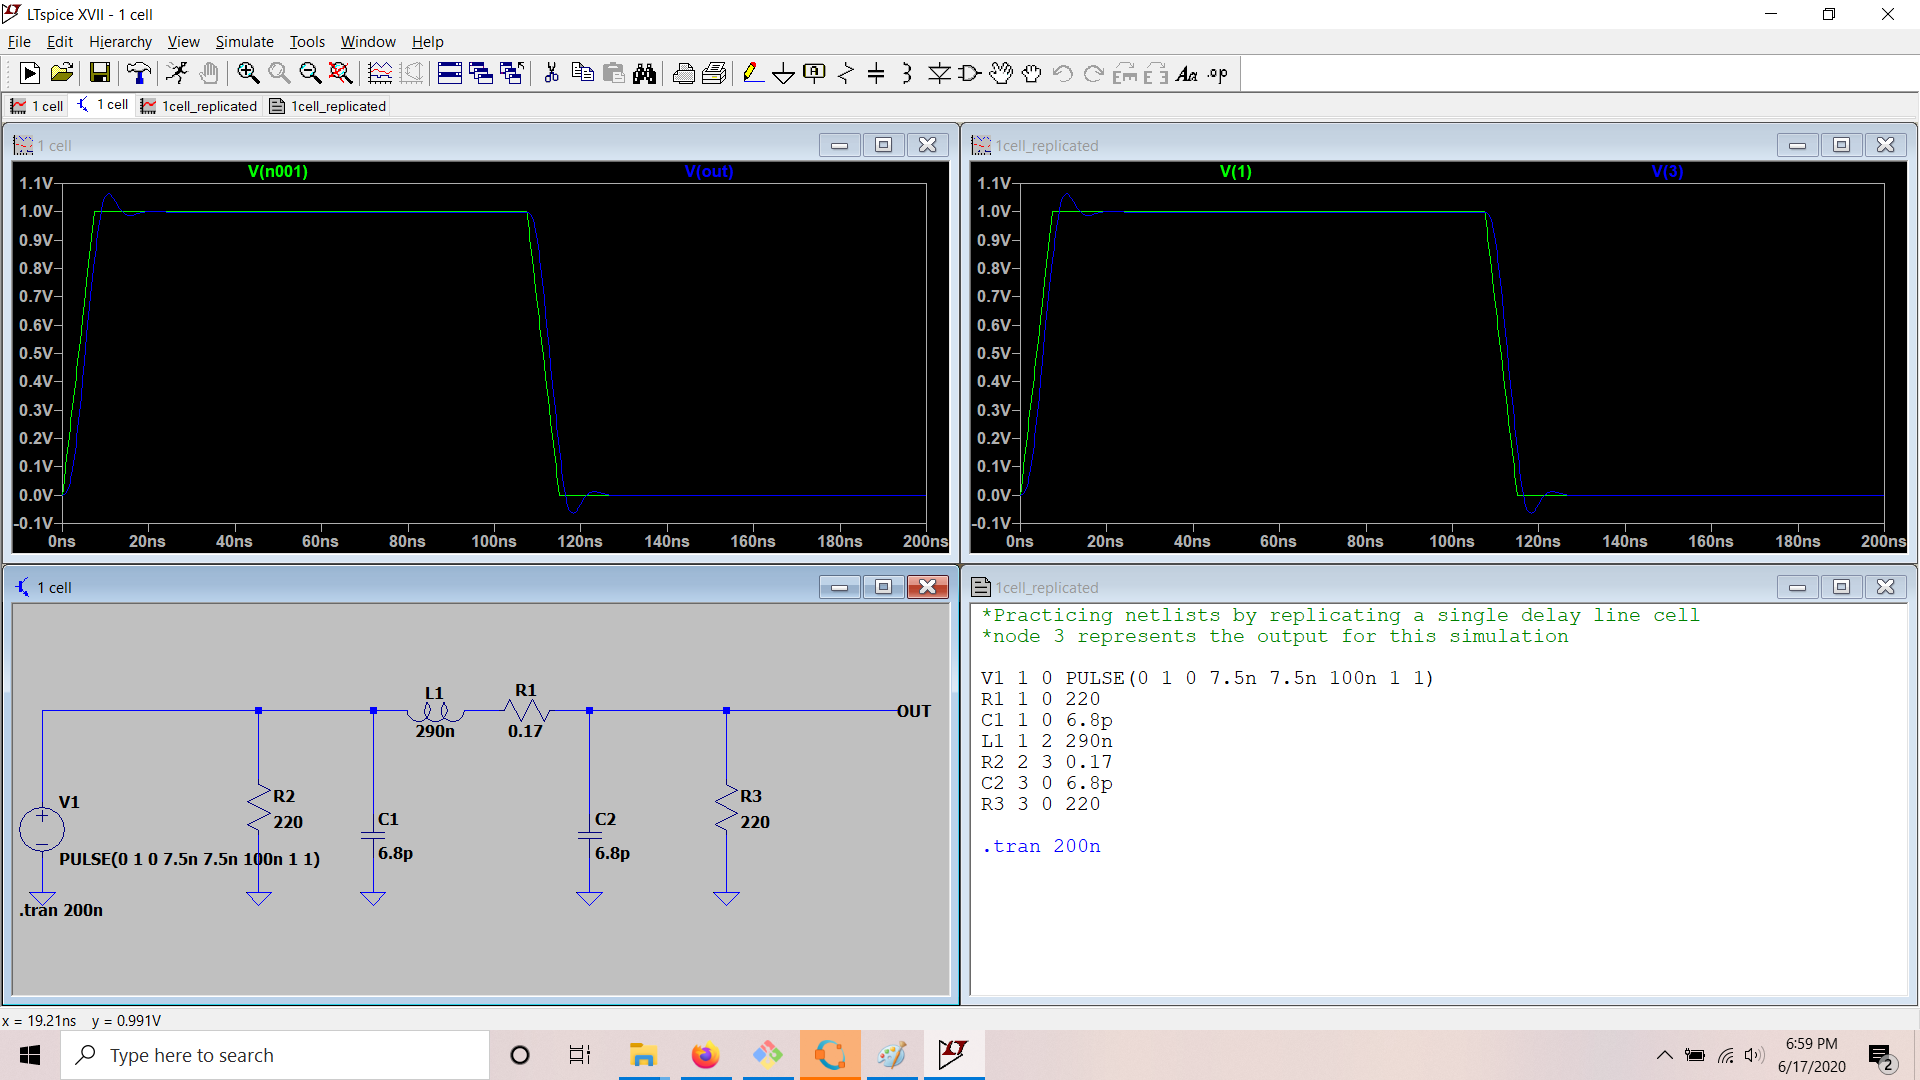 LTspice XVII - 1 cell
File Edit Hierarchy View Simulate Tools Window Help
1 cell 1 cell 1cell_replicated 1cell_replicated
1 cell
V(n001) V(out)
1.1V
1.0V
0.9V
0.8V
0.7V
0.6V
0.5V
0.4V
0.3V
0.2V
0.1V
0.0V
-0.1V
0ns 20ns 40ns 60ns 80ns 100ns 120ns 140ns 160ns 180ns 200ns
1cell_replicated
V(1) V(3)
1.1V
1.0V
0.9V
0.8V
0.7V
0.6V
0.5V
0.4V
0.3V
0.2V
0.1V
0.0V
-0.1V
0ns 20ns 40ns 60ns 80ns 100ns 120ns 140ns 160ns 180ns 200ns
1 cell
L1 R1
290n 0.17
OUT
V1
R2
220
C1
6.8p
C2
6.8p
R3
220
PULSE(0 1 0 7.5n 7.5n 100n 1 1)
.tran 200n
1cell_replicated
*Practicing netlists by replicating a single delay line cell
*node 3 represents the output for this simulation
V1 1 0 PULSE(0 1 0 7.5n 7.5n 100n 1 1)
R1 1 0 220
C1 1 0 6.8p
L1 1 2 290n
R2 2 3 0.17
C2 3 0 6.8p
R3 3 0 220
.tran 200n
x = 19.21ns y = 0.991V
Type here to search
6:59 PM
6/17/2020
2